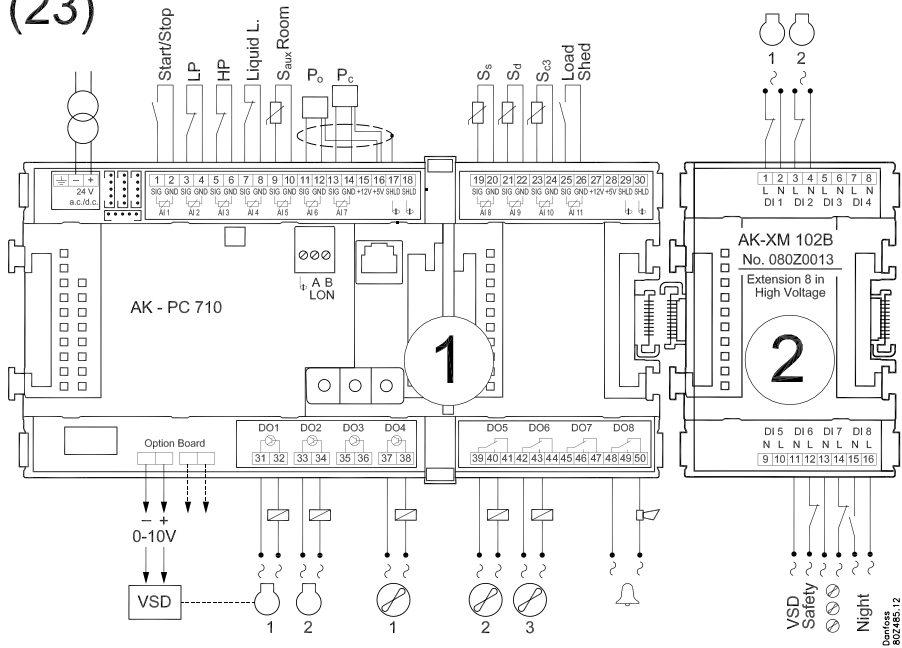 (23)
Start/Stop
LP
HP
Liquid L.
Saux Room
Po
Pc
Ss
Sd
Sc3
Load
Shed
1 2
− +
24 V
a.c./d.c.
1 2 3 4 5 6 7 8 9 10 11 12 13 14 15 16 17 18
SIG GND SIG GND SIG GND SIG GND SIG GND SIG GND SIG GND +12V +5V SHLD SHLD
AI 1 AI 2 AI 3 AI 4 AI 5 AI 6 AI 7
19 20 21 22 23 24 25 26 27 28 29 30
SIG GND SIG GND SIG GND SIG GND +12V +5V SHLD SHLD
AI 8 AI 9 AI 10 AI 11
1 2 3 4 5 6 7 8
L N L N L N L N
DI 1 DI 2 DI 3 DI 4
A B
LON
AK - PC 710
1
AK-XM 102B
No. 080Z0013
Extension 8 in
High Voltage
2
Option Board
DO1 DO2 DO3 DO4
31 32 33 34 35 36 37 38
DO5 DO6 DO7 DO8
39 40 41 42 43 44 45 46 47 48 49 50
DI 5 DI 6 DI 7 DI 8
N L N L N L N L
9 10 11 12 13 14 15 16
− +
0-10V
VSD
1 2 1 2 3
VSD
Safety
Night
Danfoss
80Z485.12